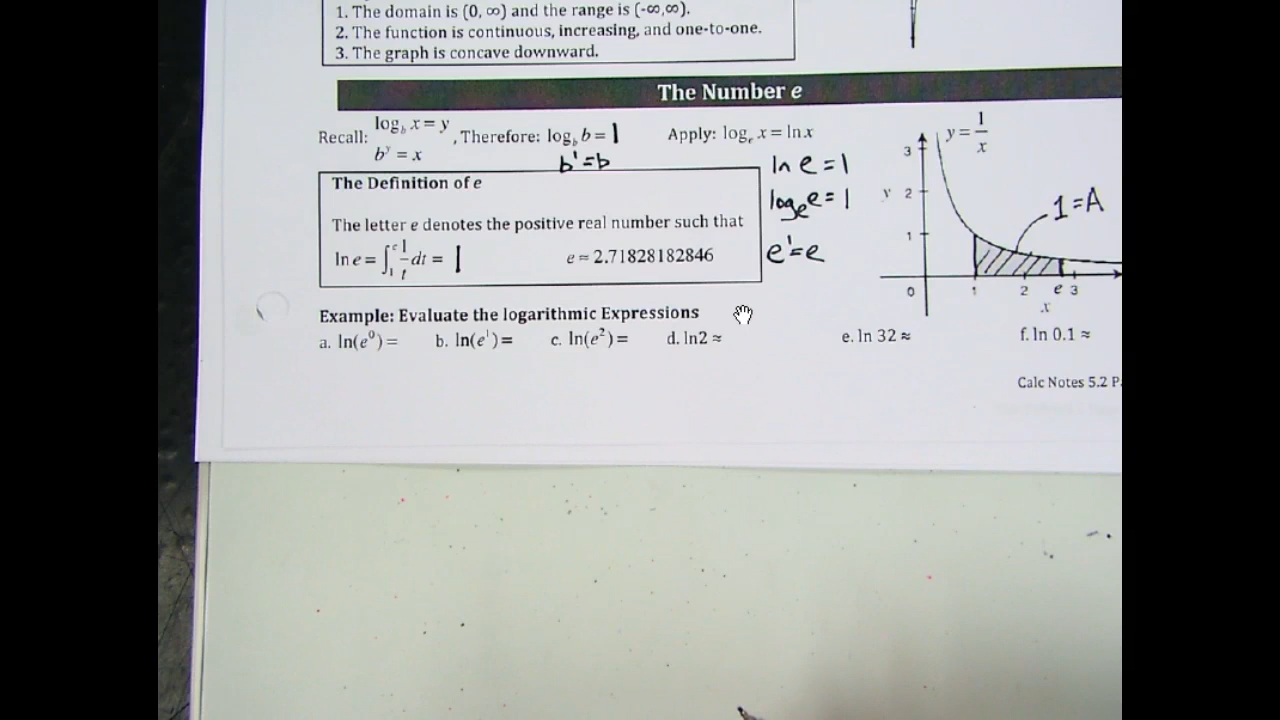 1. The domain is (0, ∞) and the range is (-∞,∞).
2. The function is continuous, increasing, and one-to-one.
3. The graph is concave downward.
The Number e
Recall: log_b x = y , Therefore: log_b b = 1 Apply: log_e x = ln x
b^y = x
b^1 = b
ln e = 1
log_e e = 1
e^1 = e
The Definition of e
The letter e denotes the positive real number such that
ln e = ∫_1^e 1/t dt = 1 e ≈ 2.71828182846
y = 1/x
3
y 2
1
1 = A
0 1 2 e 3
x
Example: Evaluate the logarithmic Expressions
a. ln(e^0) = b. ln(e^1) = c. ln(e^2) = d. ln2 ≈ e. ln 32 ≈ f. ln 0.1 ≈
Calc Notes 5.2 P.